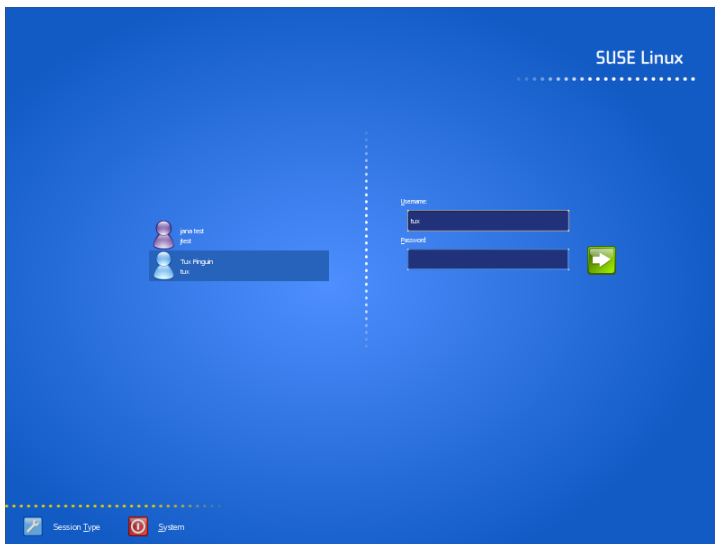 SUSE Linux
jana test
jtest
Tux Pinguin
tux
Username:
tux
Password
Session Type
System